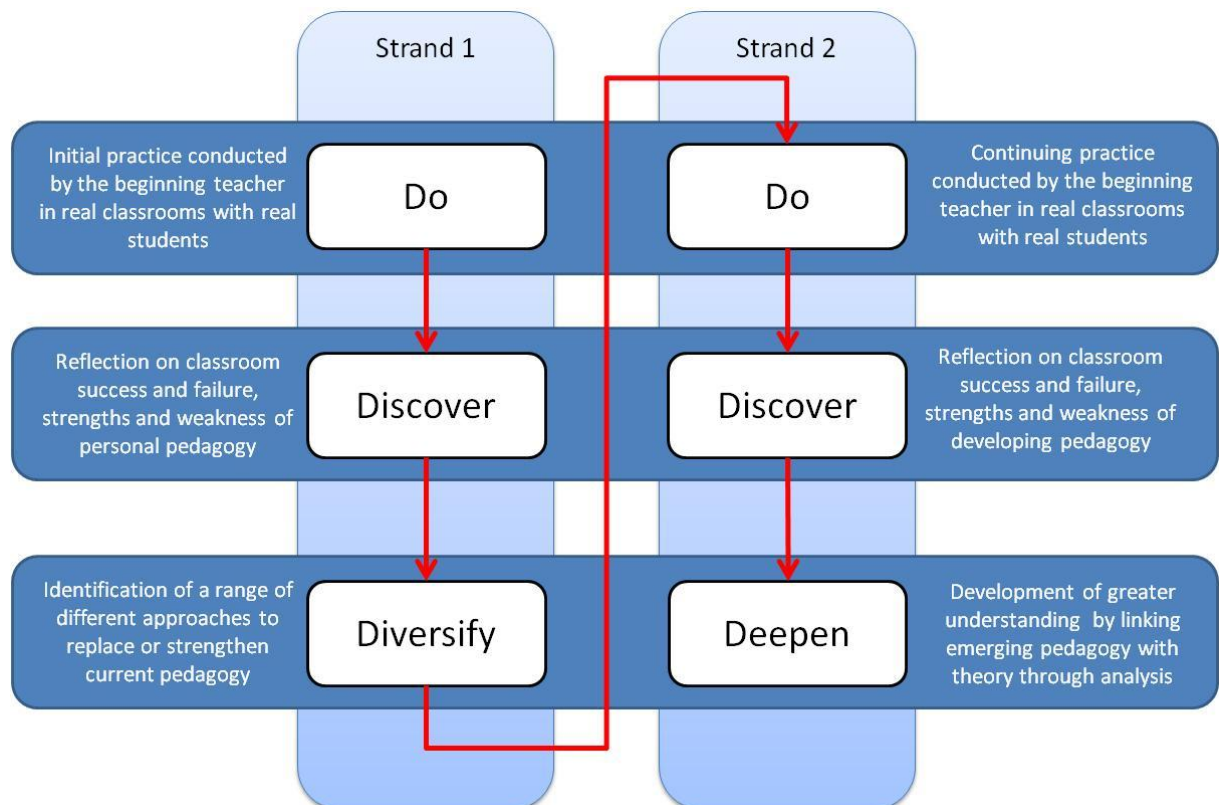 Strand 1
Strand 2
Initial practice conducted
by the beginning teacher
in real classrooms with real
students
Do
Do
Continuing practice
conducted by the beginning
teacher in real classrooms
with real students
Reflection on classroom
success and failure,
strengths and weakness of
personal pedagogy
Discover
Discover
Reflection on classroom
success and failure,
strengths and weakness of
developing pedagogy
Identification of a range of
different approaches to
replace or strengthen
current pedagogy
Diversify
Deepen
Development of greater
understanding by linking
emerging pedagogy with
theory through analysis